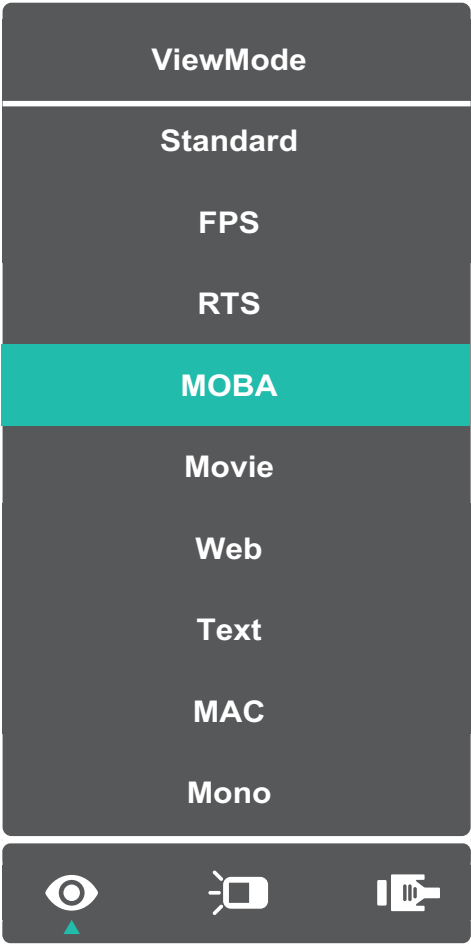 ViewMode
Standard
FPS
RTS
MOBA
Movie
Web
Text
MAC
Mono